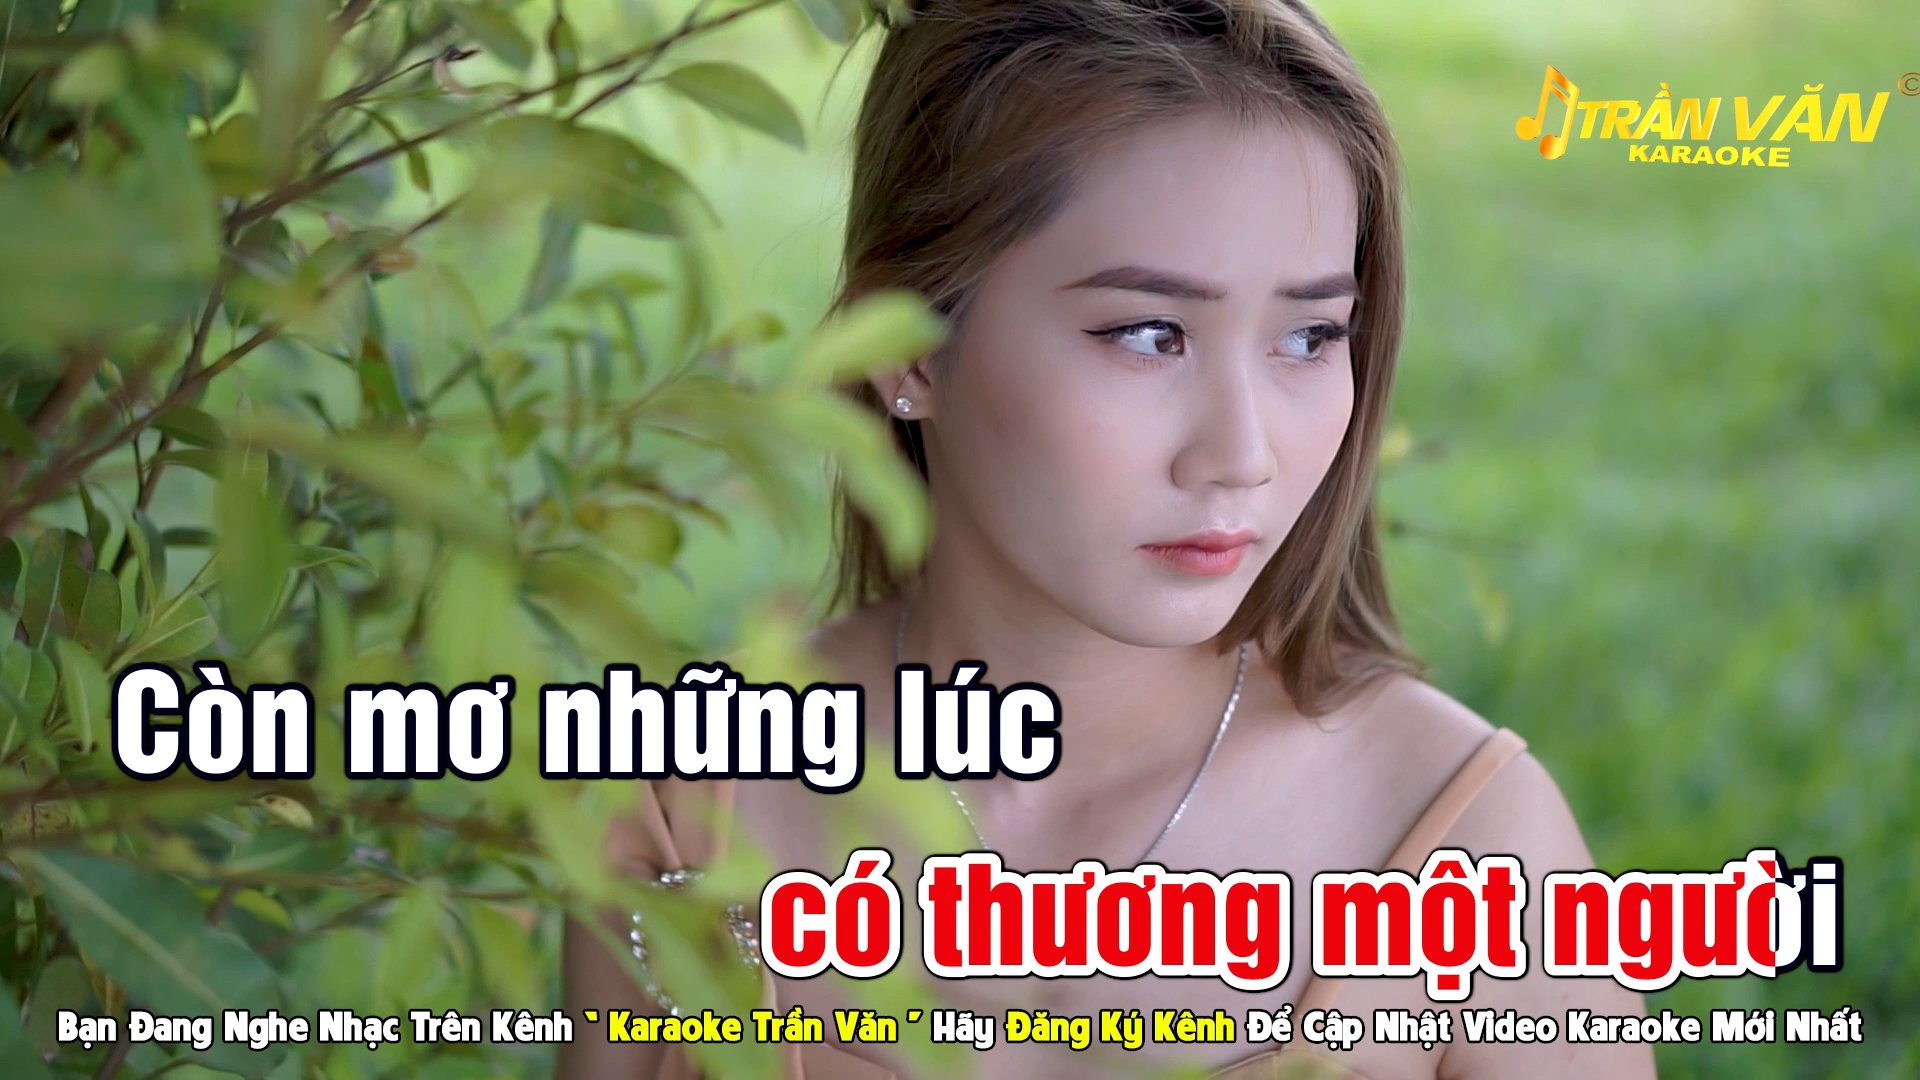 TRẦN VĂN ©
KARAOKE
Còn mơ những lúc
có thương một người
Bạn Đang Nghe Nhạc Trên Kênh ` Karaoke Trần Văn ´ Hãy Đăng Ký Kênh Để Cập Nhật Video Karaoke Mới Nhất